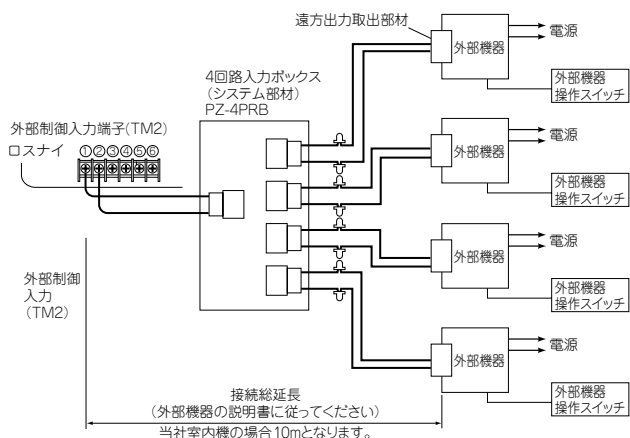 遠方出力取出部材
外部機器
電源
外部機器
操作スイッチ
4回路入力ボックス
(システム部材)
PZ-4PRB
外部制御入力端子(TM2)
ロスナイ
①②③④⑤⑥
外部機器
電源
外部機器
操作スイッチ
外部機器
電源
外部機器
操作スイッチ
外部制御
入力
(TM2)
外部機器
電源
外部機器
操作スイッチ
接続総延長
(外部機器の説明書に従ってください)
当社室内機の場合10mとなります。